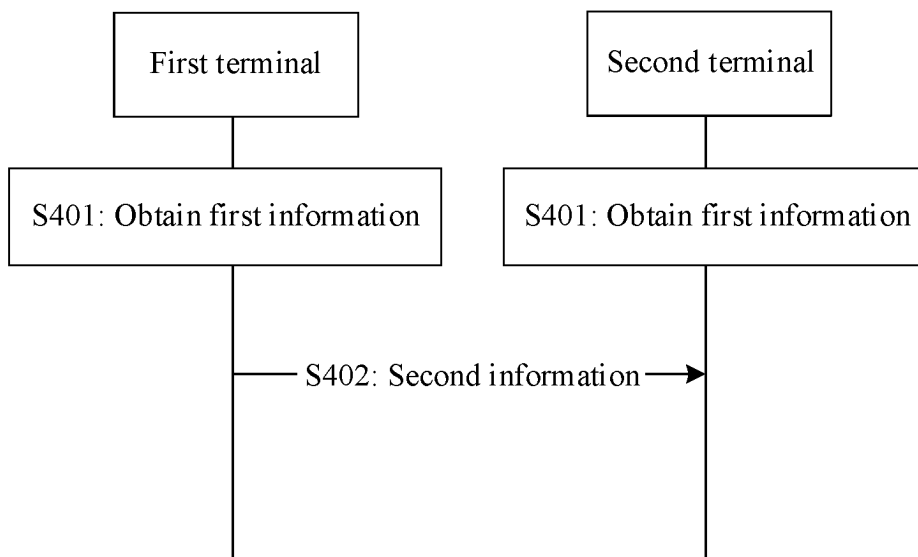 First terminal
Second terminal
S401: Obtain first information
S401: Obtain first information
S402: Second information